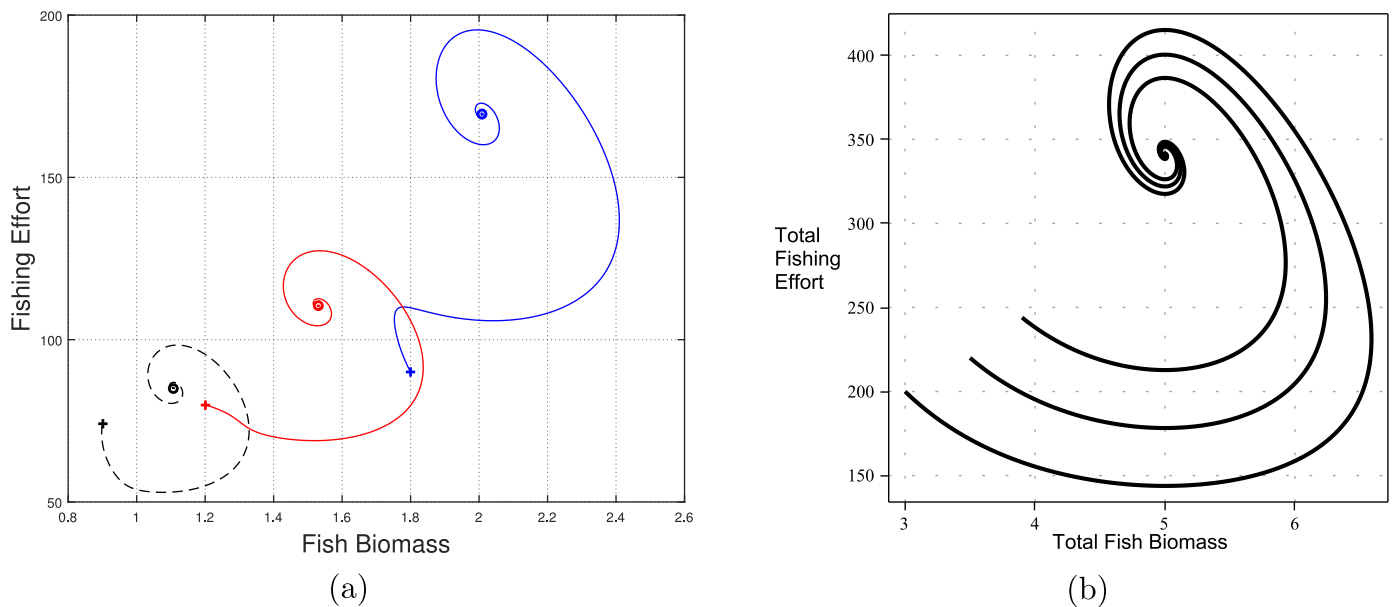 200
150
100
50
Fishing Effort
0.8 1 1.2 1.4 1.6 1.8 2 2.2 2.4 2.6
Fish Biomass
(a)
400
350
300
250
200
150
Total
Fishing
Effort
3 4 5 6
Total Fish Biomass
(b)